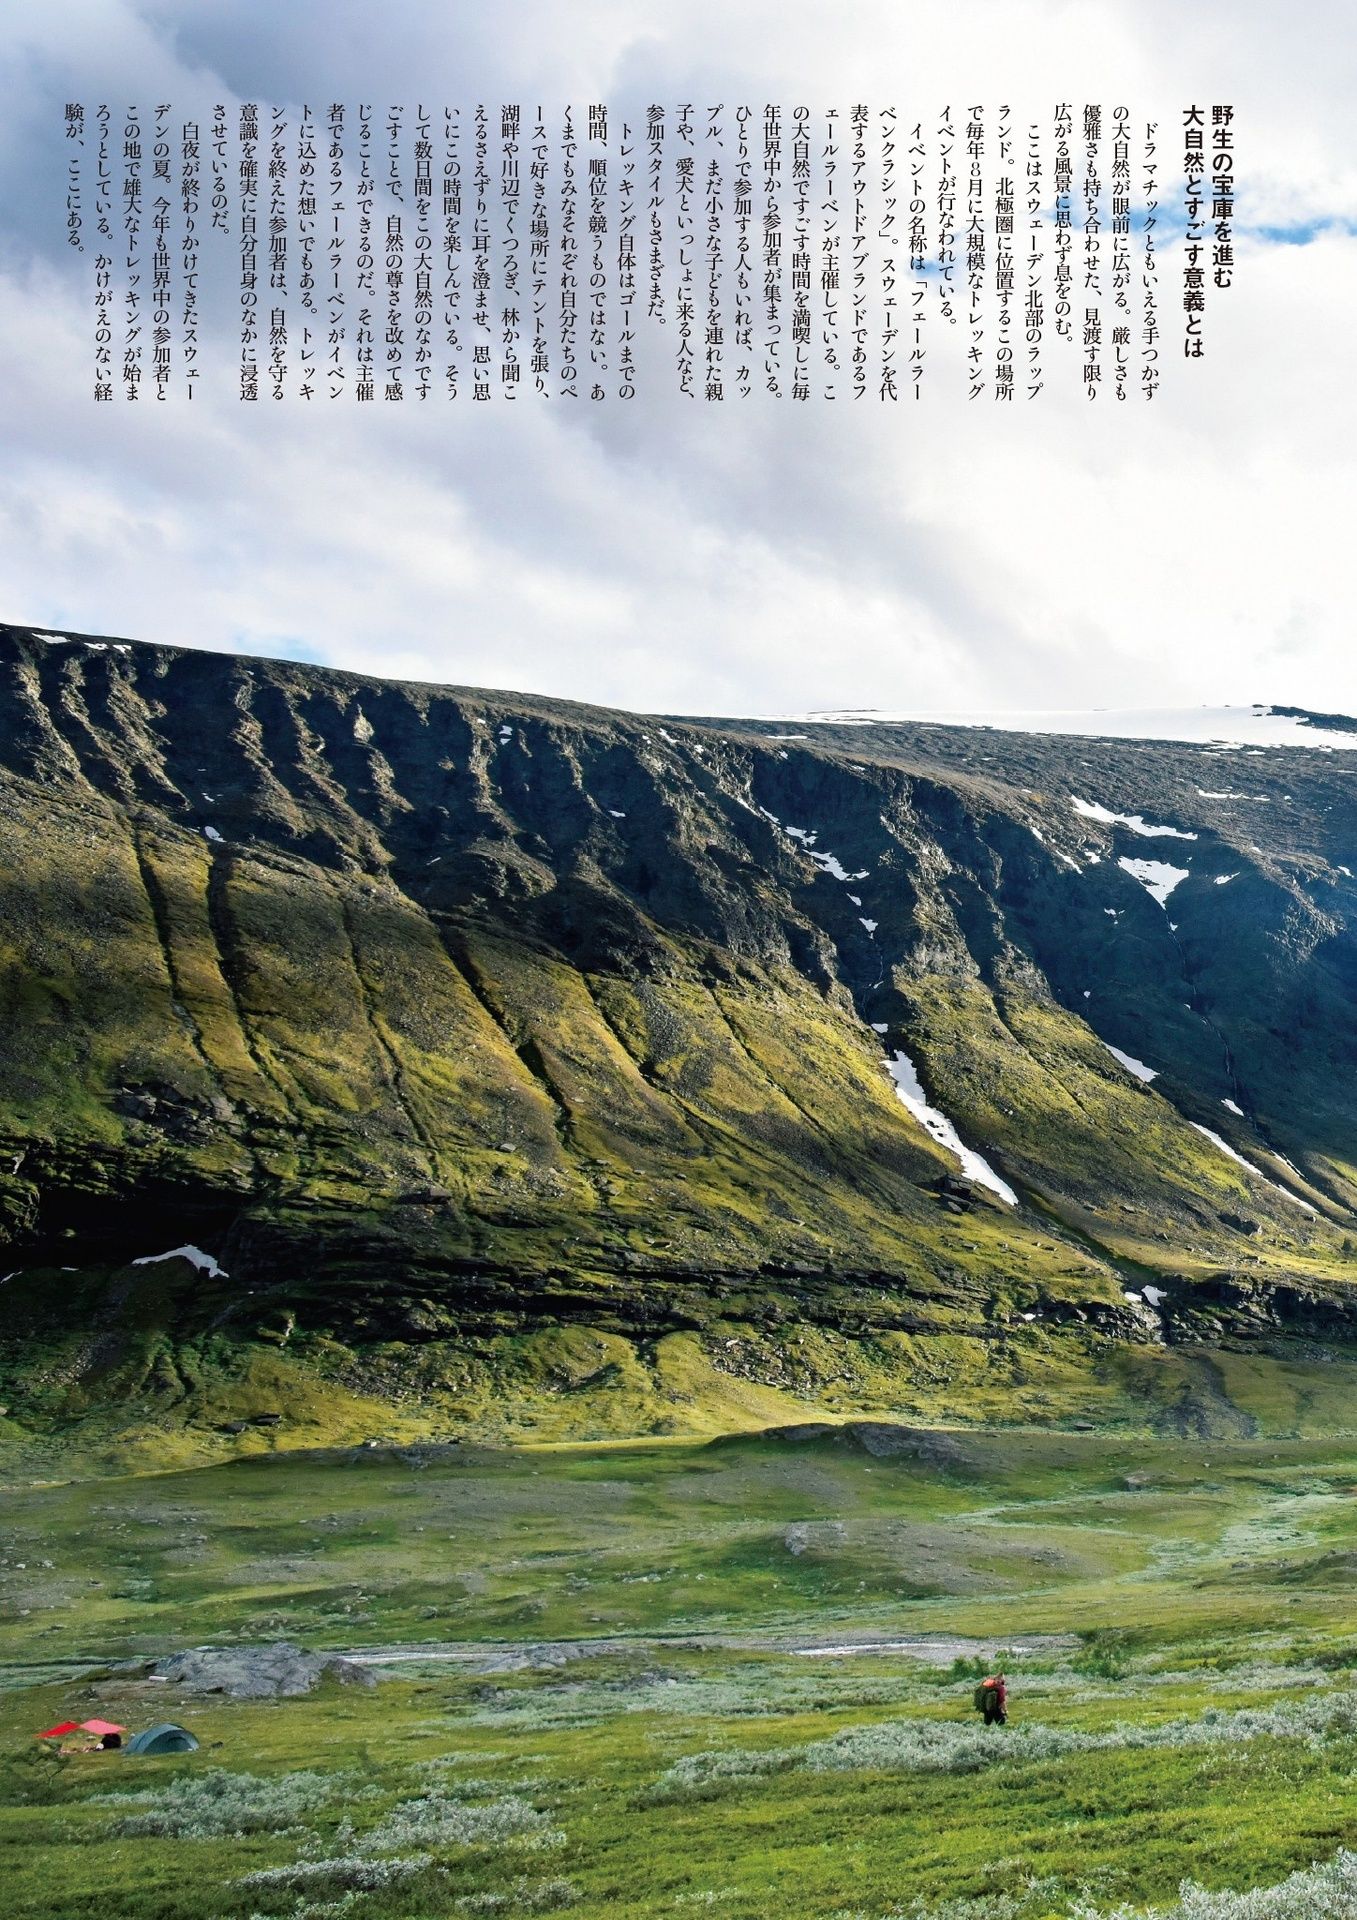 野生の宝庫を進む
大自然とすごす意義とは
ドラマチックともいえる手つかず
の大自然が眼前に広がる。厳しさも
優雅さも持ち合わせた、見渡す限り
広がる風景に思わず息をのむ。
ここはスウェーデン北部のラップ
ランド。北極圏に位置するこの場所
で毎年8月に大規模なトレッキング
イベントが行なわれている。
イベントの名称は「フェールラー
ベンクラシック」。スウェーデンを代
表するアウトドアブランドであるフ
ェールラーベンが主催している。こ
の大自然ですごす時間を満喫しに毎
年世界中から参加者が集まっている。
ひとりで参加する人もいれば、カッ
プル、まだ小さな子どもを連れた親
子や、愛犬といっしょに来る人など、
参加スタイルもさまざまだ。
トレッキング自体はゴールまでの
時間、順位を競うものではない。あ
くまでもみなそれぞれ自分たちのペ
ースで好きな場所にテントを張り、
湖畔や川辺でくつろぎ、林から聞こ
えるさえずりに耳を澄ませ、思い思
いにこの時間を楽しんでいる。そう
して数日間をこの大自然のなかです
ごすことで、自然の尊さを改めて感
じることができるのだ。それは主催
者であるフェールラーベンがイベン
トに込めた想いでもある。トレッキ
ングを終えた参加者は、自然を守る
意識を確実に自分自身のなかに浸透
させているのだ。
白夜が終わりかけてきたスウェー
デンの夏。今年も世界中の参加者と
この地で雄大なトレッキングが始ま
ろうとしている。かけがえのない経
験が、ここにある。